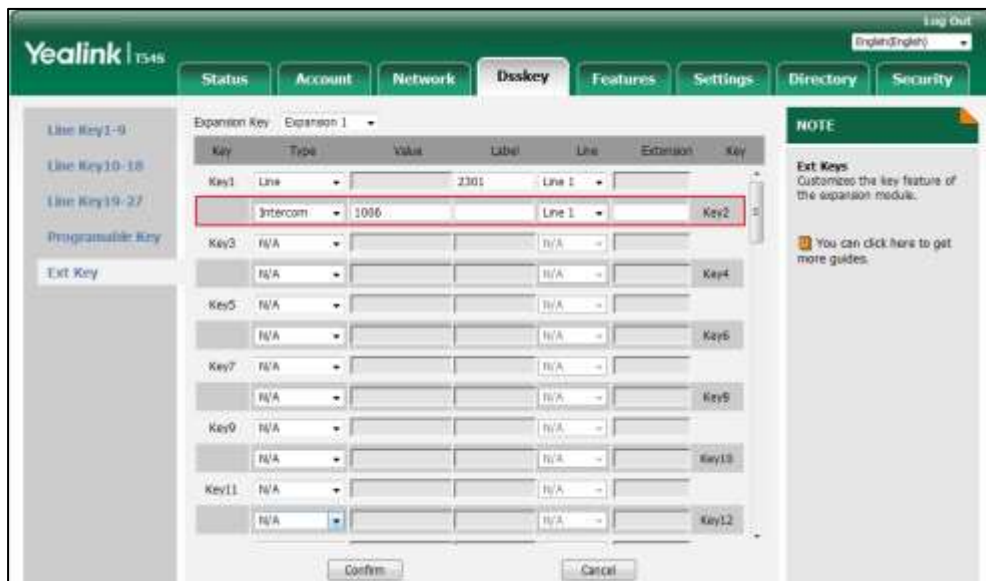 Log Out
Yealink | T54S
English(English)
Status Account Network Dsskey Features Settings Directory Security
Line Key1-9
Line Key10-18
Line Key19-27
Programable Key
Ext Key
Expansion Key Expansion 1
Key Type Value Label Line Extension Key
Key1 Line 2301 Line 1
Intercom 1006 Line 1 Key2
Key3 N/A N/A
N/A N/A Key4
Key5 N/A N/A
N/A N/A Key6
Key7 N/A N/A
N/A N/A Key8
Key9 N/A N/A
N/A N/A Key10
Key11 N/A N/A
N/A N/A Key12
Confirm Cancel
NOTE
Ext Keys
Customizes the key feature of
the expansion module.
You can click here to get
more guides.